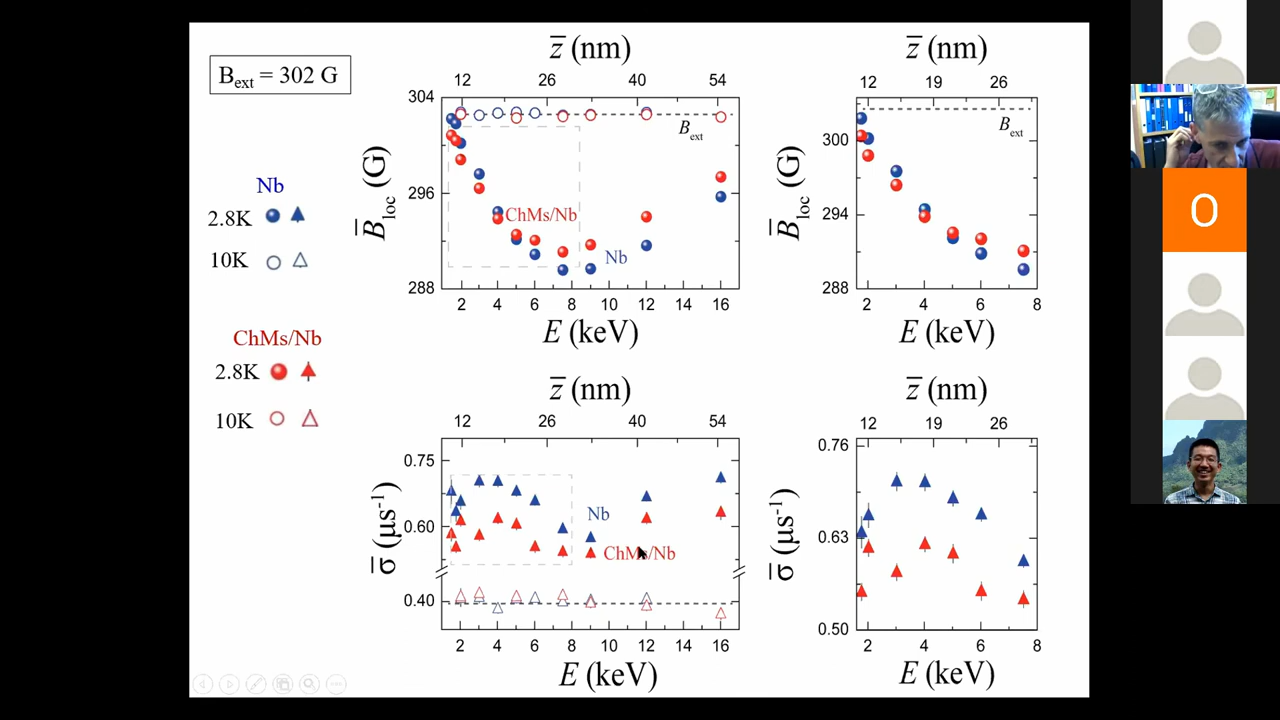 B_ext = 302 G
Nb
2.8K
10K
ChMs/Nb
2.8K
10K
z̅ (nm)
12 26 40 54
304
296
288
B̅_loc (G)
B_ext
ChMs/Nb
Nb
2 4 6 8 10 12 14 16
E (keV)
z̅ (nm)
12 19 26
300
294
288
B̅_loc (G)
B_ext
2 4 6 8
E (keV)
z̅ (nm)
12 26 40 54
0.75
0.60
0.40
σ̅ (μs⁻¹)
Nb
ChMs/Nb
2 4 6 8 10 12 14 16
E (keV)
z̅ (nm)
12 19 26
0.76
0.63
0.50
σ̅ (μs⁻¹)
2 4 6 8
E (keV)
O